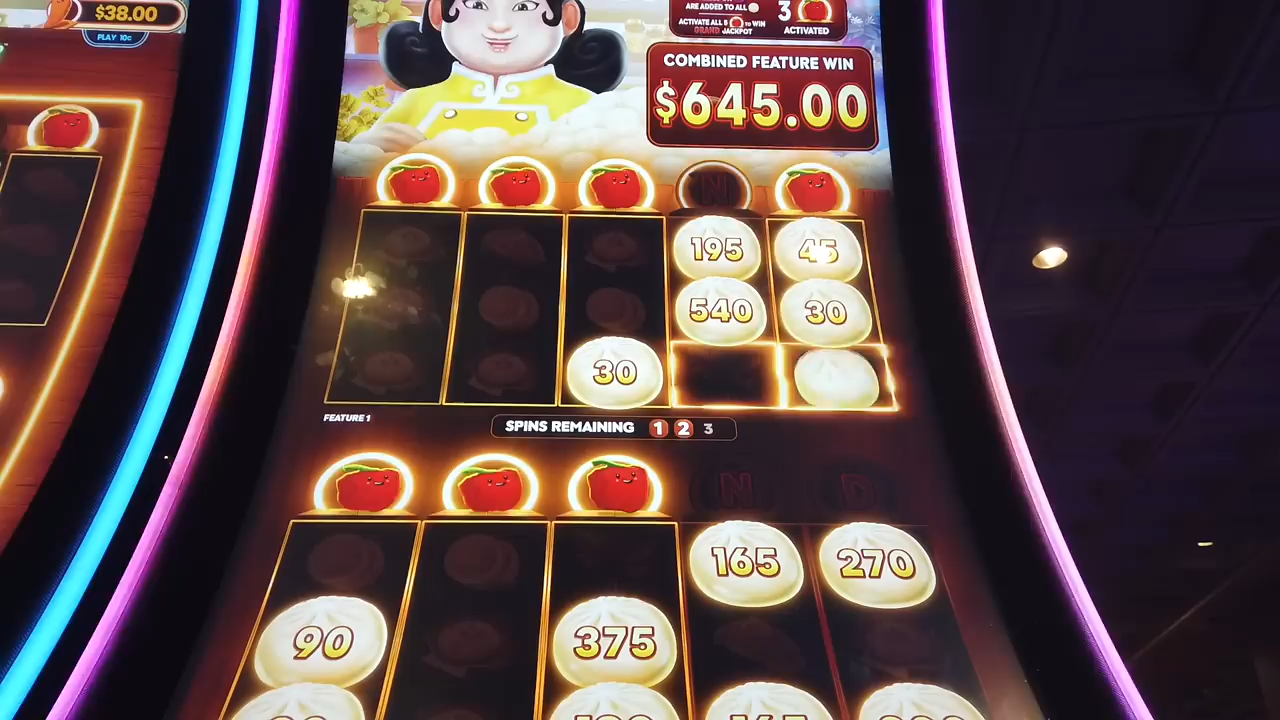 $38.00
PLAY 10¢
ARE ADDED TO ALL
ACTIVATE ALL 5 TO WIN
GRAND JACKPOT
3
ACTIVATED
COMBINED FEATURE WIN
$645.00
N
195
45
540
30
30
FEATURE 1
SPINS REMAINING 1 2 3
N
D
165
270
90
375